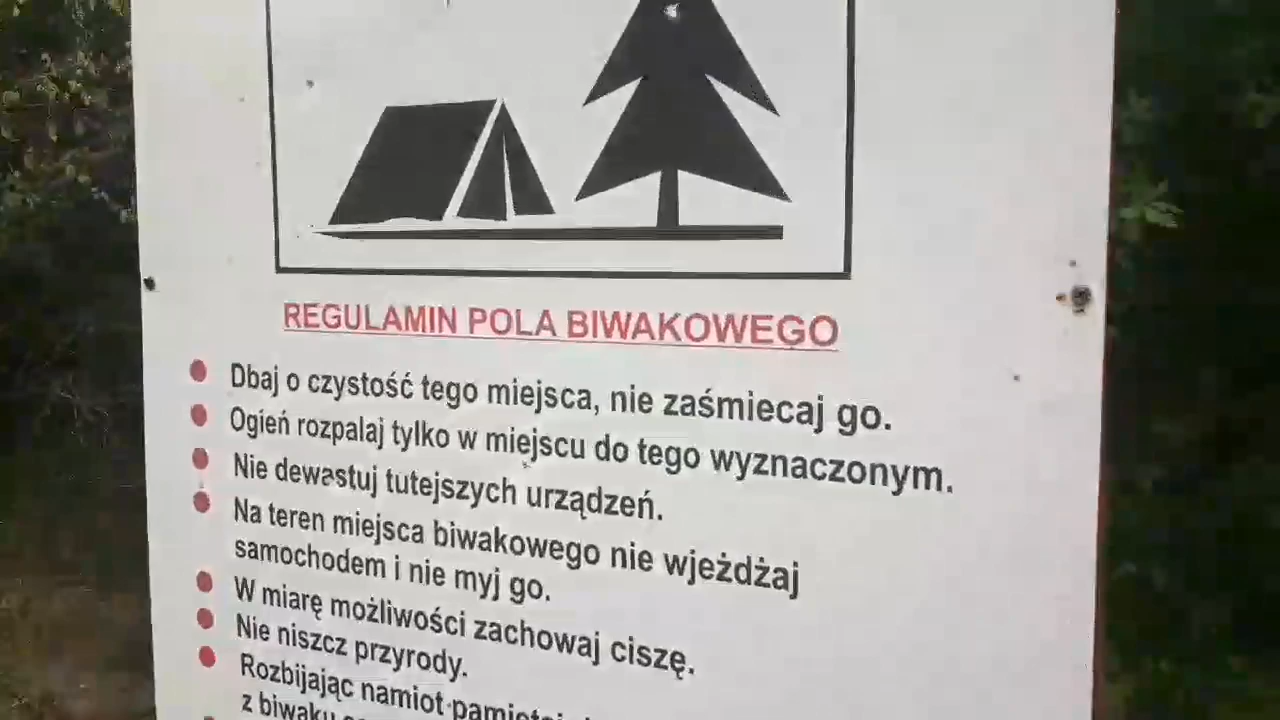 REGULAMIN POLA BIWAKOWEGO
Dbaj o czystość tego miejsca, nie zaśmiecaj go.
Ogień rozpalaj tylko w miejscu do tego wyznaczonym.
Nie dewastuj tutejszych urządzeń.
Na teren miejsca biwakowego nie wjeżdżaj
samochodem i nie myj go.
W miarę możliwości zachowaj ciszę.
Nie niszcz przyrody.
Rozbijając namiot
z biwaku